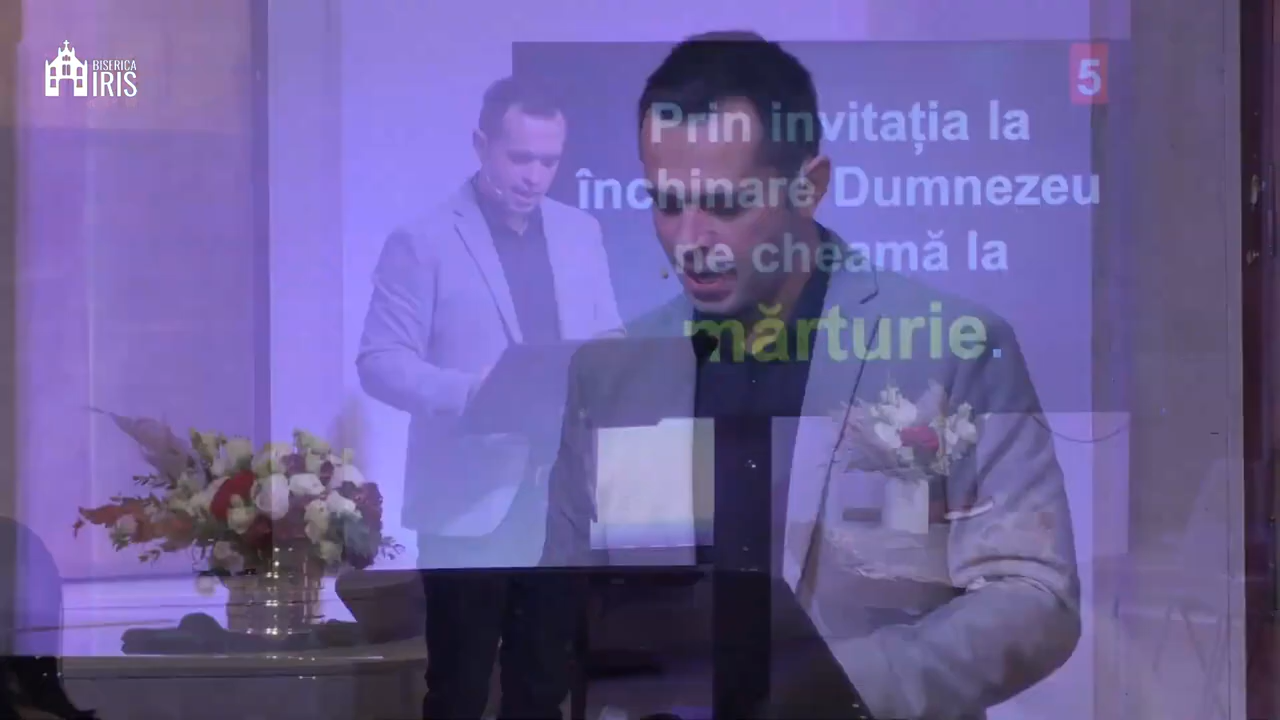 BISERICA
IRIS
5
Prin invitația la
închinare Dumnezeu
ne cheamă la
mărturie.